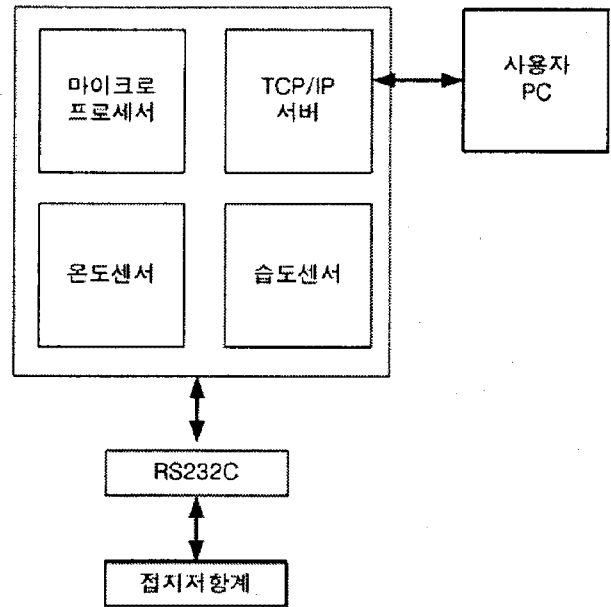 마이크로
프로세서
TCP/IP
서버
사용자
PC
온도센서
습도센서
RS232C
접지저항계